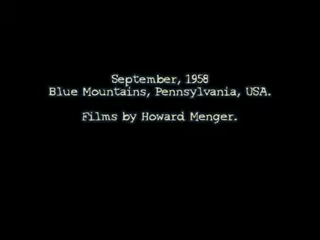 September, 1958
Blue Mountains, Pennsylvania, USA.
Films by Howard Menger.